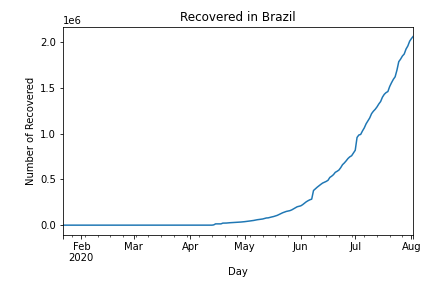 Recovered in Brazil
1e6
2.0
1.5
1.0
0.5
0.0
Number of Recovered
Feb Mar Apr May Jun Jul Aug
2020
Day